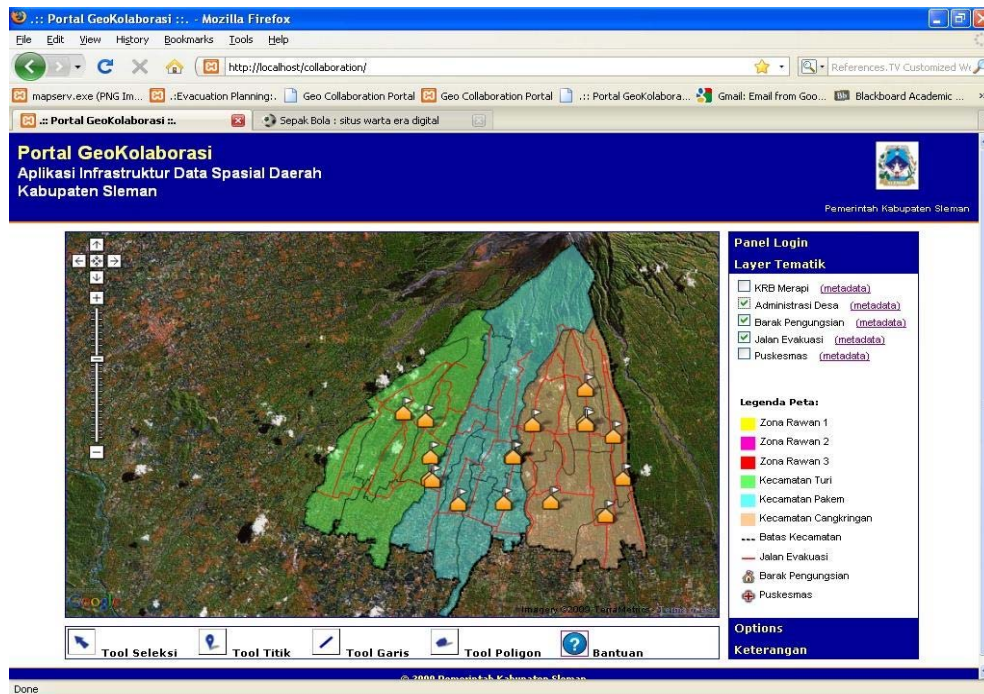 .:: Portal GeoKolaborasi ::. - Mozilla Firefox
File Edit View History Bookmarks Tools Help
http://localhost/collaboration/
References.TV Customized We
mapserv.exe (PNG Im... .::Evacuation Planning:. Geo Collaboration Portal Geo Collaboration Portal .:: Portal GeoKolabora... Gmail: Email from Goo... Blackboard Academic ...
.:: Portal GeoKolaborasi ::. Sepak Bola : situs warta era digital
Portal GeoKolaborasi
Aplikasi Infrastruktur Data Spasial Daerah
Kabupaten Sleman
SLEMAN
Pemerintah Kabupaten Sleman
Panel Login
Layer Tematik
KRB Merapi (metadata)
Administrasi Desa (metadata)
Barak Pengungsian (metadata)
Jalan Evakuasi (metadata)
Puskesmas (metadata)
Legenda Peta:
Zona Rawan 1
Zona Rawan 2
Zona Rawan 3
Kecamatan Turi
Kecamatan Pakem
Kecamatan Cangkringan
Batas Kecamatan
Jalan Evakuasi
Barak Pengungsian
Puskesmas
Options
Keterangan
Google
Imagery ©2009 TerraMetrics
Tool Seleksi Tool Titik Tool Garis Tool Poligon Bantuan
© 2009 Pemerintah Kabupaten Sleman
Done